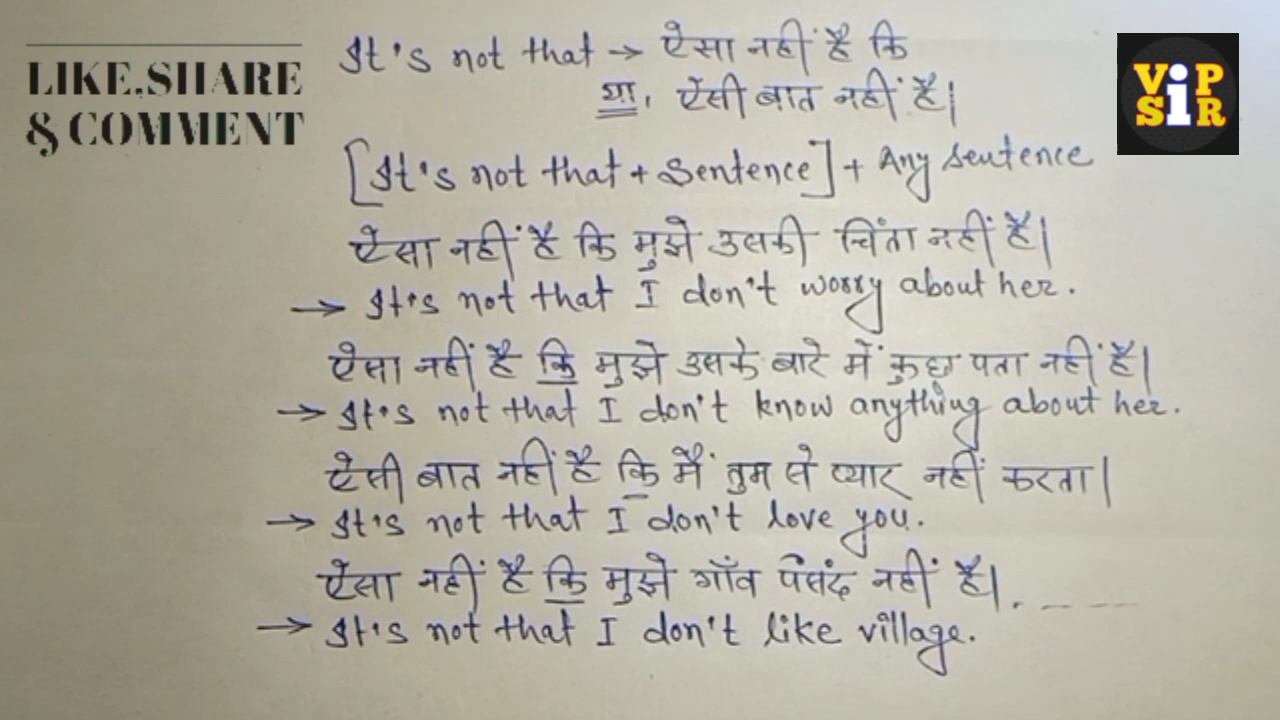 LIKE.SHARE
& COMMENT
It's not that → ऐसा नहीं है कि
या, ऐसी बात नहीं है।
[It's not that + Sentence] + Any sentence
ऐसा नहीं है कि मुझे उसकी चिंता नहीं है।
→ It's not that I don't worry about her.
ऐसा नहीं है कि मुझे उसके बारे में कुछ पता नहीं है।
→ It's not that I don't know anything about her.
ऐसी बात नहीं है कि मैं तुम से प्यार नहीं करता।
→ It's not that I don't love you.
ऐसा नहीं है कि मुझे गाँव पसंद नहीं है।. _ _ _
→ It's not that I don't like village.
ViP
SiR